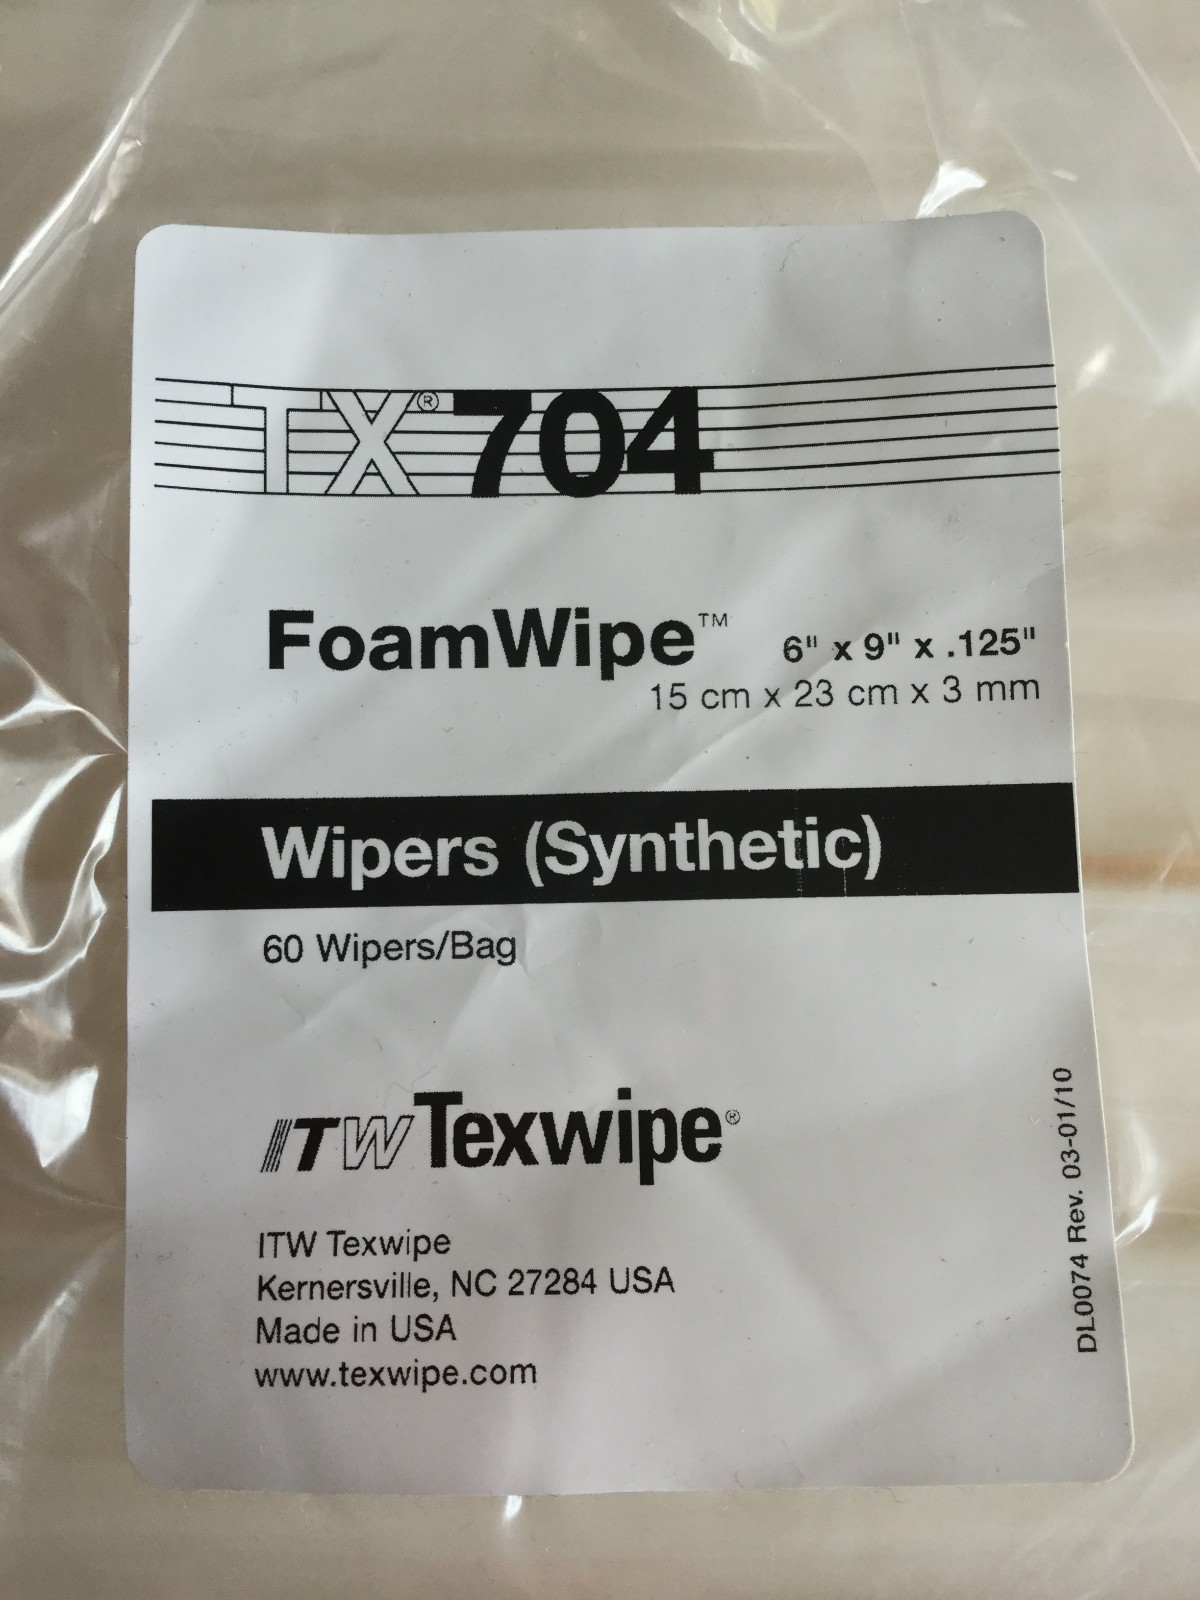 TX® 704
FoamWipe™ 6" x 9" x .125"
15 cm x 23 cm x 3 mm
Wipers (Synthetic)
60 Wipers/Bag
ITW Texwipe®
ITW Texwipe
Kernersville, NC 27284 USA
Made in USA
www.texwipe.com
DL0074 Rev. 03-01/10